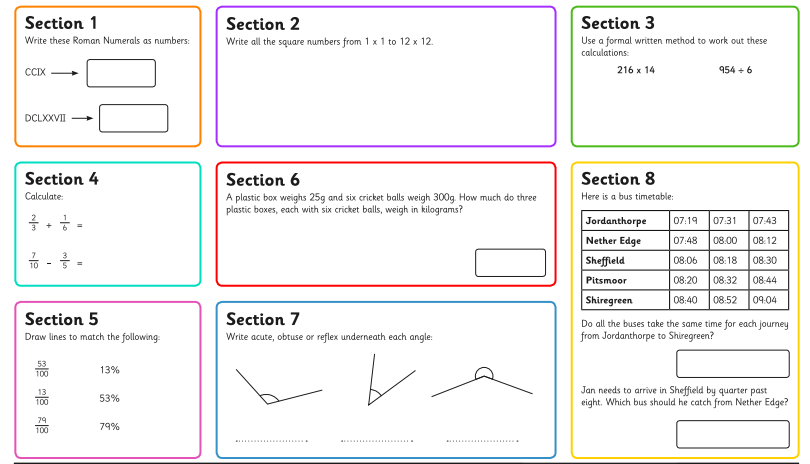 Section 1
Write these Roman Numerals as numbers:
CCIX
DCLXXVII
Section 2
Write all the square numbers from 1 x 1 to 12 x 12.
Section 3
Use a formal written method to work out these
calculations:
216 x 14 954 ÷ 6
Section 4
Calculate:
2/3 + 1/6 =
7/10 - 3/5 =
Section 5
Draw lines to match the following:
53/100 13%
13/100 53%
79/100 79%
Section 6
A plastic box weighs 25g and six cricket balls weigh 300g. How much do three
plastic boxes, each with six cricket balls, weigh in kilograms?
Section 7
Write acute, obtuse or reflex underneath each angle:
Section 8
Here is a bus timetable:
Jordanthorpe 07:19 07:31 07:43
Nether Edge 07:48 08:00 08:12
Sheffield 08:06 08:18 08:30
Pitsmoor 08:20 08:32 08:44
Shiregreen 08:40 08:52 09:04
Do all the buses take the same time for each journey
from Jordanthorpe to Shiregreen?
Jan needs to arrive in Sheffield by quarter past
eight. Which bus should he catch from Nether Edge?